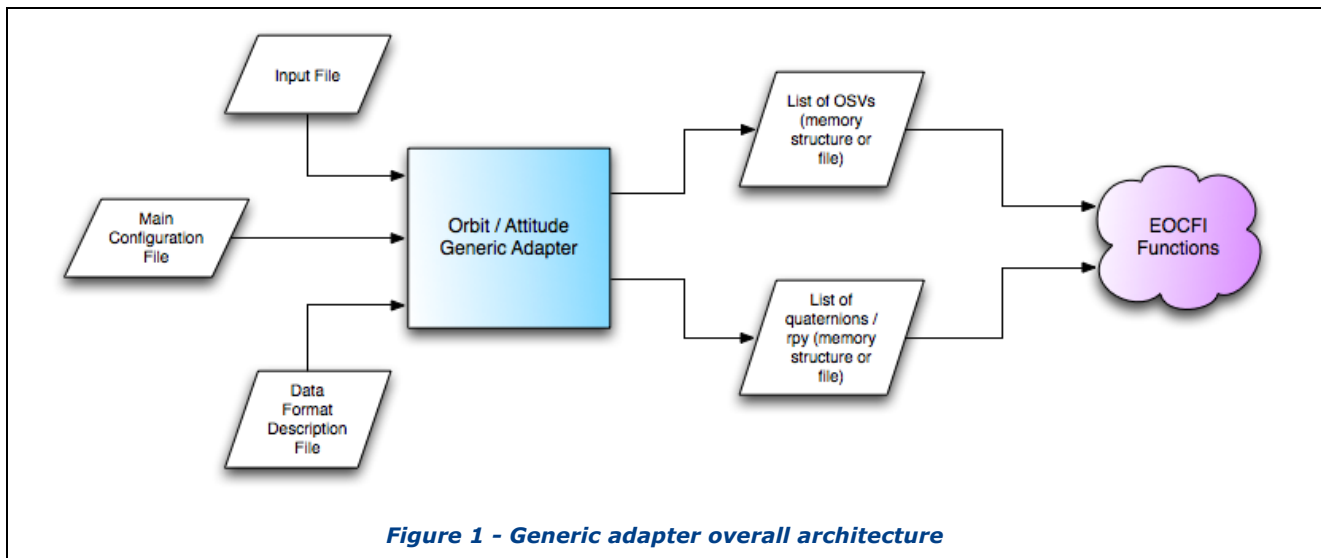 Input File
Main
Configuration
File
Data
Format
Description
File
Orbit / Attitude
Generic Adapter
List of OSVs
(memory
structure or
file)
List of
quaternions /
rpy (memory
structure or
file)
EOCFI
Functions
Figure 1 - Generic adapter overall architecture